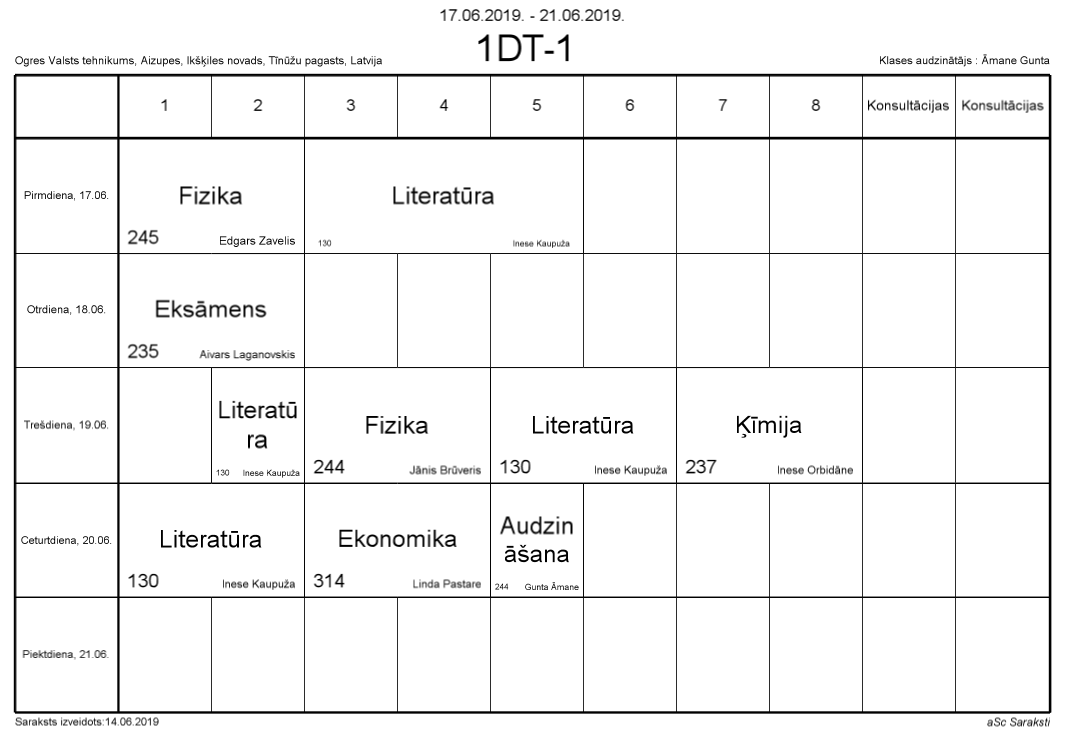 17.06.2019. - 21.06.2019.
1DT-1
Ogres Valsts tehnikums, Aizupes, Ikšķiles novads, Tīnūžu pagasts, Latvija
Klases audzinātājs : Āmane Gunta
1 2 3 4 5 6 7 8 Konsultācijas Konsultācijas
Pirmdiena, 17.06.
Fizika
245 Edgars Zavelis
Literatūra
130 Inese Kaupuža
Otrdiena, 18.06.
Eksāmens
235 Aivars Laganovskis
Trešdiena, 19.06.
Literatū
ra
130 Inese Kaupuža
Fizika
244 Jānis Brūveris
Literatūra
130 Inese Kaupuža
Ķīmija
237 Inese Orbidāne
Ceturtdiena, 20.06.
Literatūra
130 Inese Kaupuža
Ekonomika
314 Linda Pastare
Audzin
āšana
244 Gunta Āmane
Piektdiena, 21.06.
Saraksts izveidots:14.06.2019
aSc Saraksti